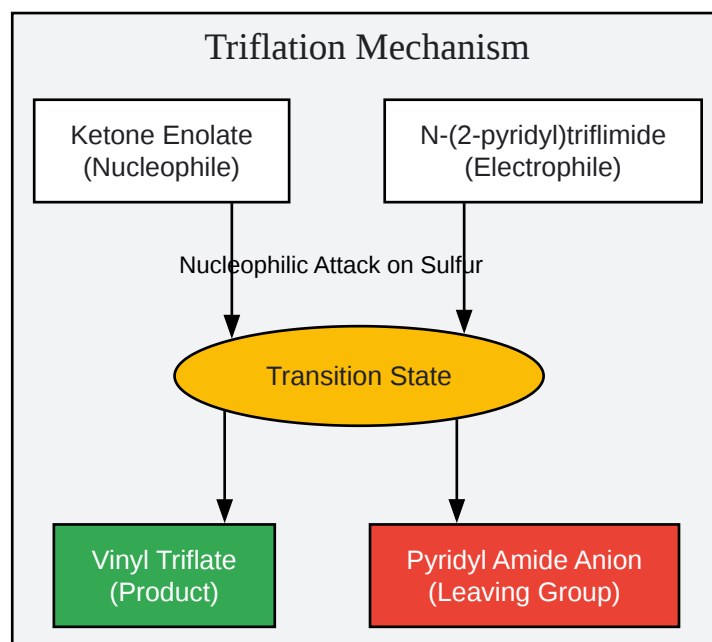 Triflation Mechanism
Ketone Enolate
(Nucleophile)
N-(2-pyridyl)triflimide
(Electrophile)
Nucleophilic Attack on Sulfur
Transition State
Vinyl Triflate
(Product)
Pyridyl Amide Anion
(Leaving Group)